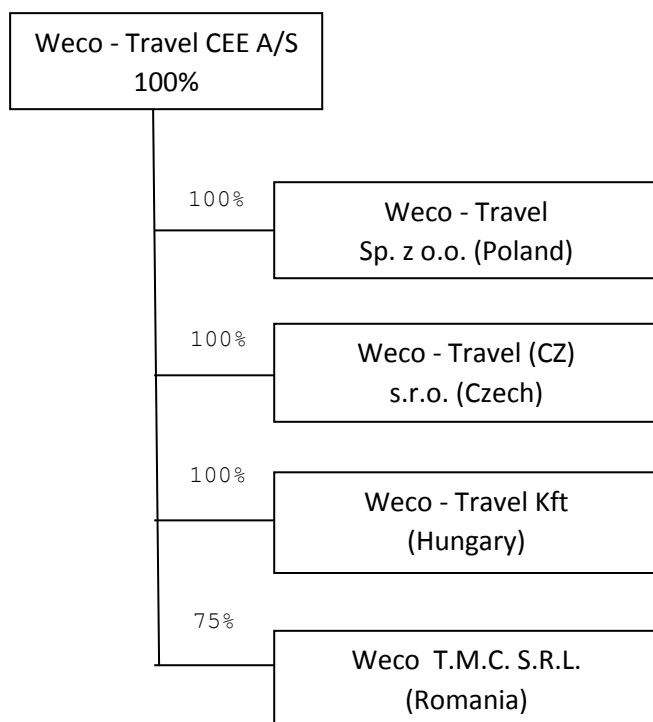 Weco - Travel CEE A/S
100%
100%
Weco - Travel
Sp. z o.o. (Poland)
100%
Weco - Travel (CZ)
s.r.o. (Czech)
100%
Weco - Travel Kft
(Hungary)
75%
Weco T.M.C. S.R.L.
(Romania)